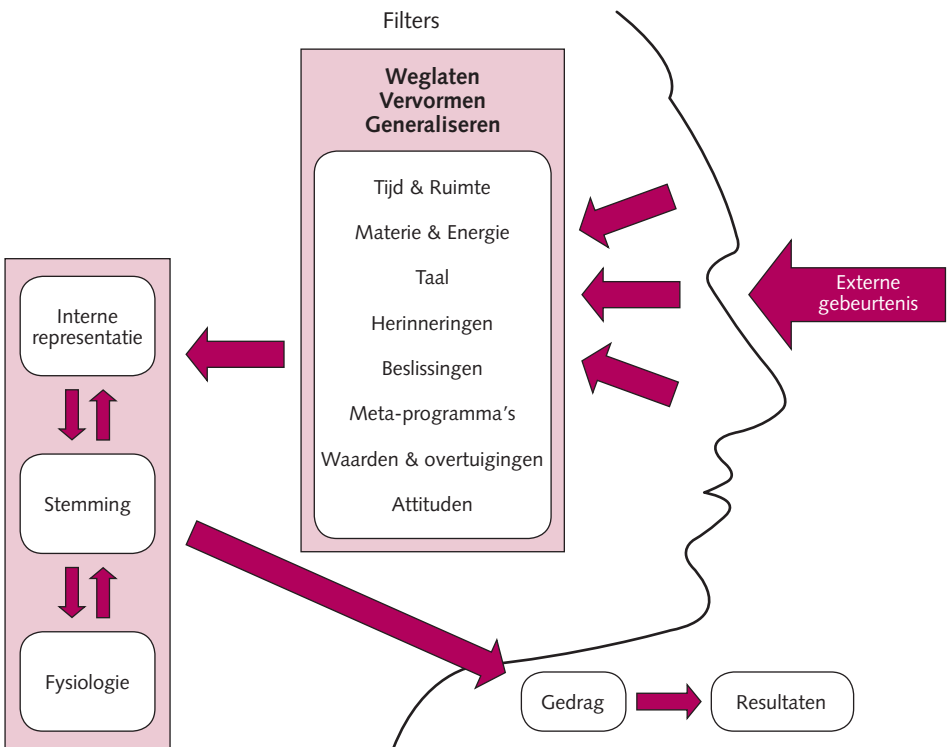 Filters
Weglaten
Vervormen
Generaliseren
Tijd & Ruimte
Materie & Energie
Taal
Herinneringen
Beslissingen
Meta-programma's
Waarden & overtuigingen
Attituden
Externe
gebeurtenis
Interne
representatie
Stemming
Fysiologie
Gedrag
Resultaten